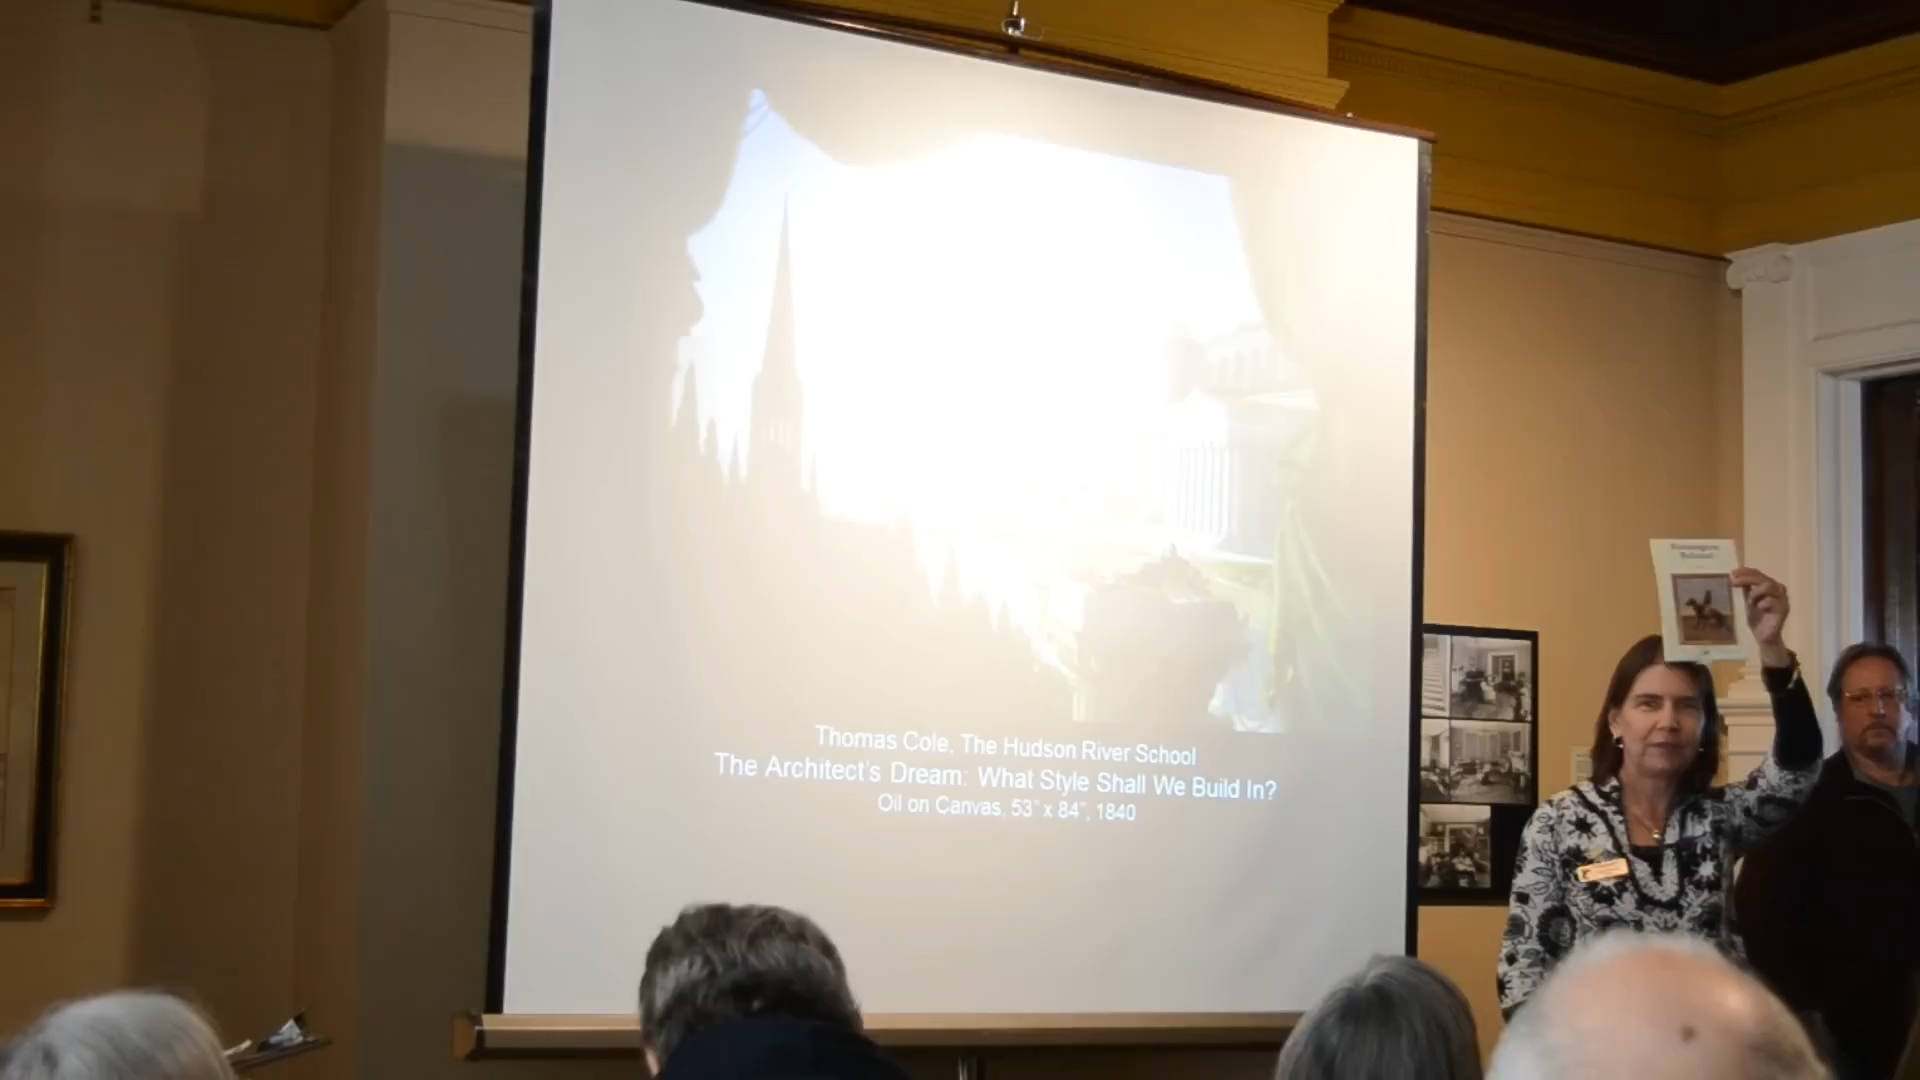 Thomas Cole, The Hudson River School
The Architect's Dream: What Style Shall We Build In?
Oil on Canvas, 53" x 84", 1840